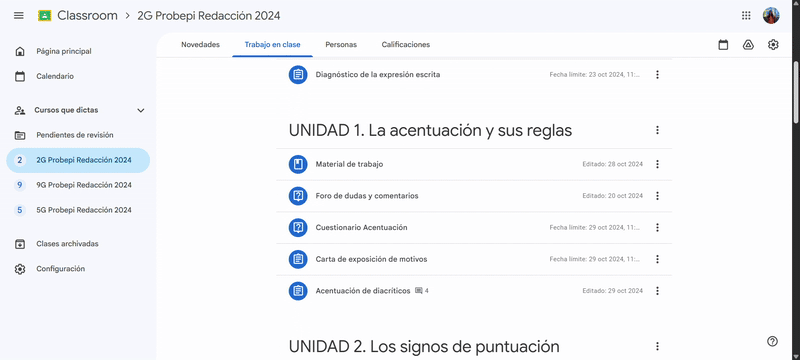 Classroom > 2G Probepi Redacción 2024
Página principal
Calendario
Cursos que dictas
Pendientes de revisión
2 2G Probepi Redacción 2024
9 9G Probepi Redacción 2024
5 5G Probepi Redacción 2024
Clases archivadas
Configuración
Novedades Trabajo en clase Personas Calificaciones
Diagnóstico de la expresión escrita Fecha límite: 23 oct 2024, 11:...
UNIDAD 1. La acentuación y sus reglas
Material de trabajo Editado: 28 oct 2024
Foro de dudas y comentarios Editado: 20 oct 2024
Cuestionario Acentuación Fecha límite: 29 oct 2024, 11:...
Carta de exposición de motivos Fecha límite: 29 oct 2024, 11:...
Acentuación de diacríticos 4 Editado: 29 oct 2024
UNIDAD 2. Los signos de puntuación